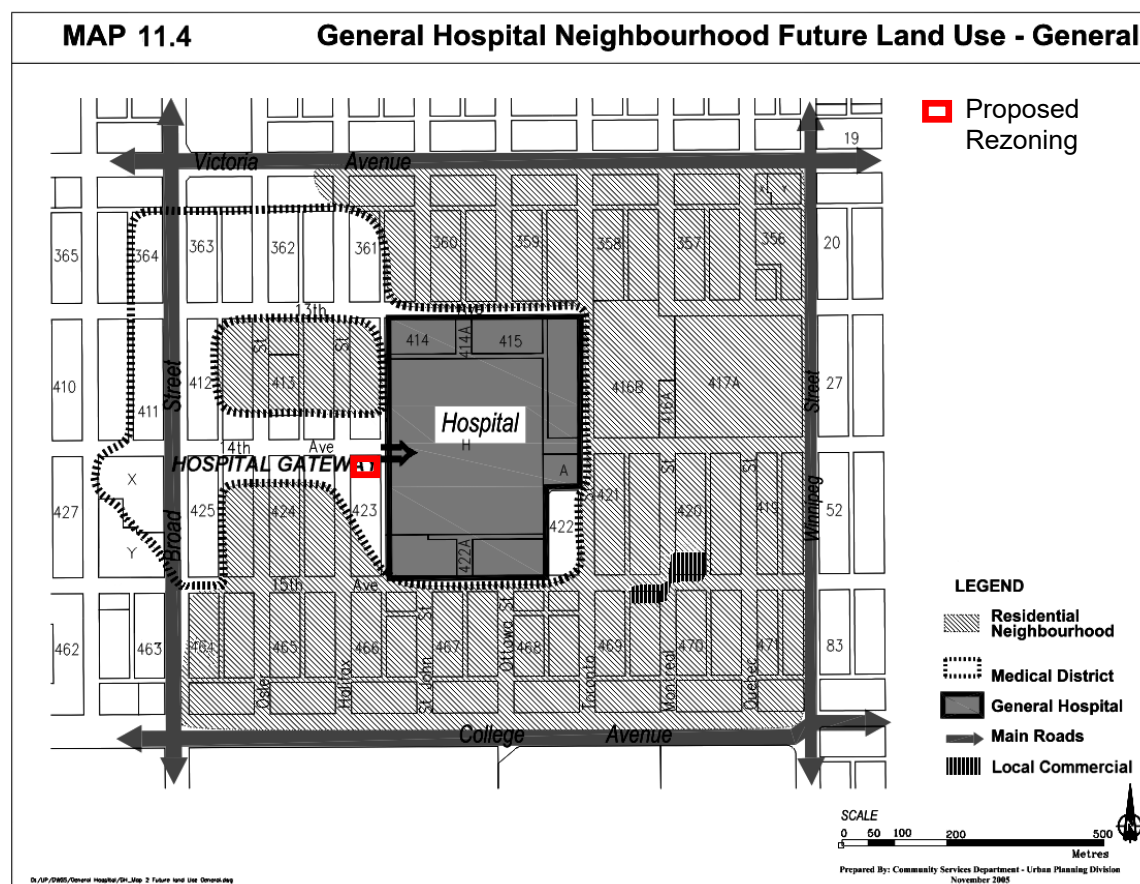 MAP 11.4 General Hospital Neighbourhood Future Land Use - General
Proposed
Rezoning
19
Victoria Avenue
365 364 363 362 361 360 359 358 357 356 20
13th Ave
St St
414 414A 415
410 411 412 413 416B 416A 417A 27
Street Street
Hospital
H
14th Ave
HOSPITAL GATEWAY
A
X
427 425 424 423 422 421 420 419 52
St St
Y
Broad Winnipeg
422A
15th Ave
462 463 464 465 466 467 468 469 470 471 83
St St
Osler Halifax St John Ottawa Toronto Montreal Quebec
College Avenue
LEGEND
Residential
Neighbourhood
Medical District
General Hospital
Main Roads
Local Commercial
SCALE
0 50 100 200 500
Metres
N
Prepared By: Community Services Department - Urban Planning Division
November 2005